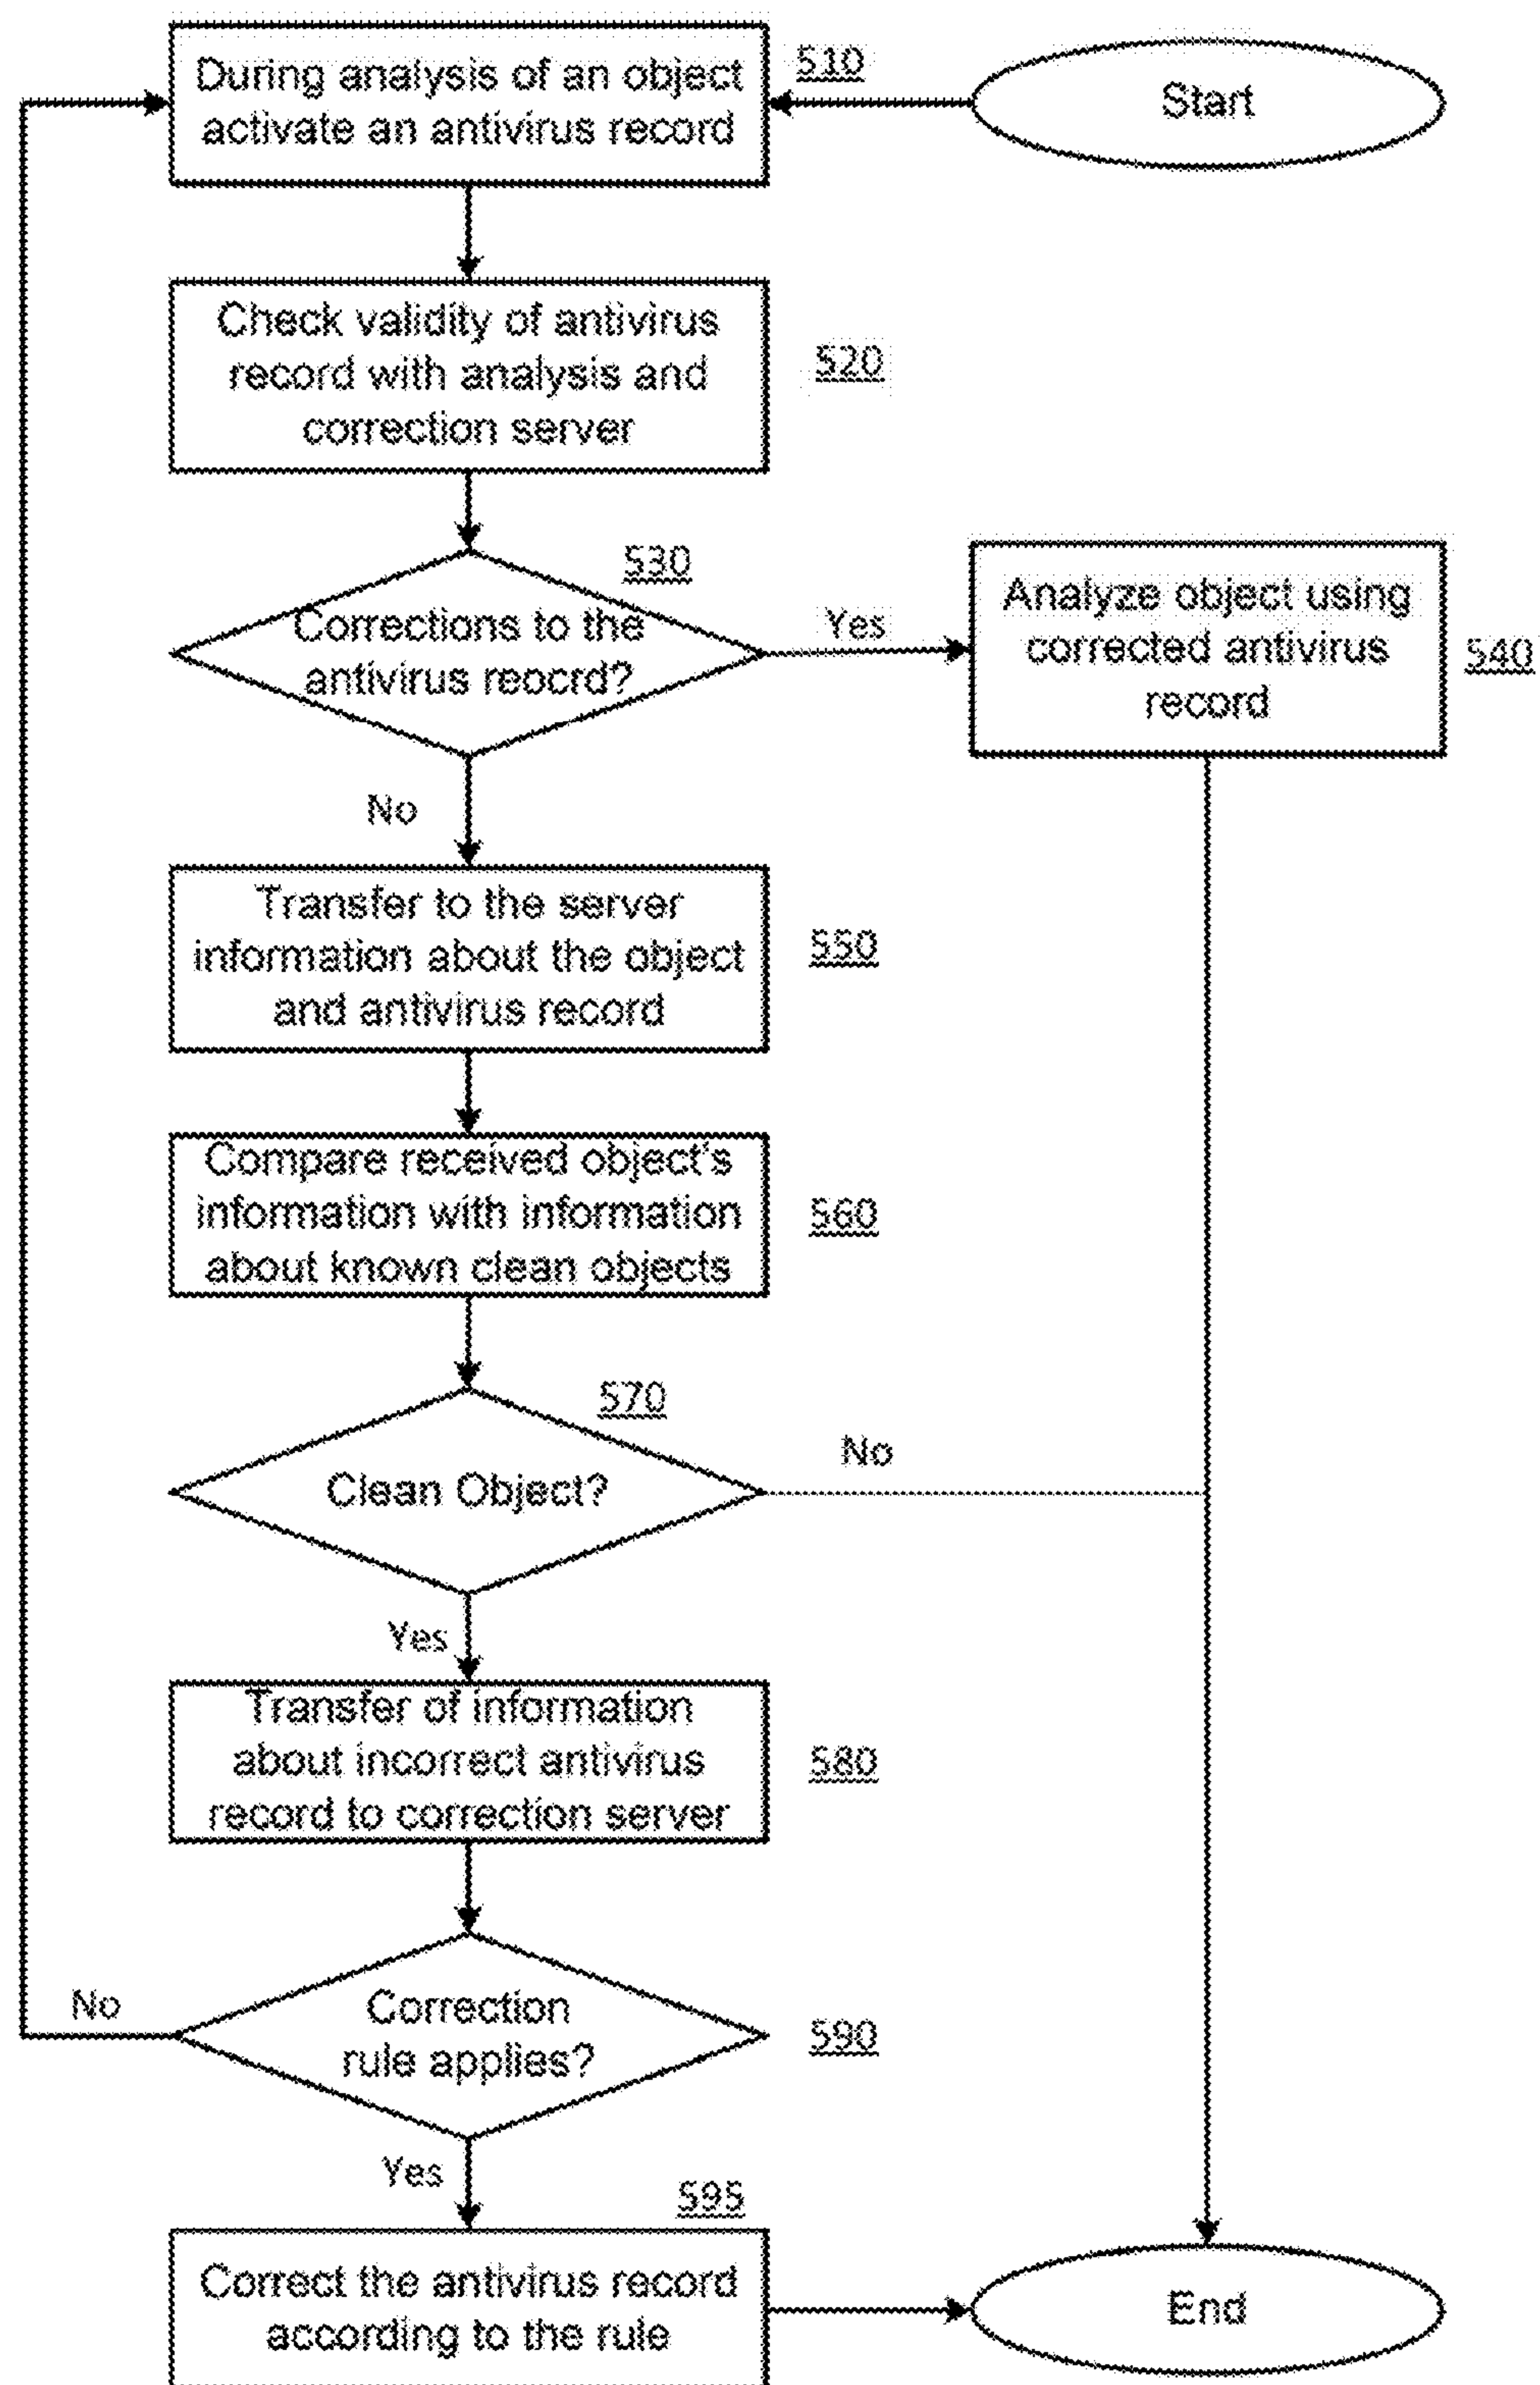 During analysis of an object
activate an antivirus record
510
Start
Check validity of antivirus
record with analysis and
correction server
520
530
Corrections to the
antivirus reocrd?
Yes
Analyze object using
corrected antivirus
record
540
No
Transfer to the server
information about the object
and antivirus record
550
Compare received object's
information with information
about known clean objects
560
570
Clean Object?
No
Yes
Transfer of information
about incorrect antivirus
record to correction server
580
No
Correction
rule applies?
590
Yes
595
Correct the antivirus record
according to the rule
End